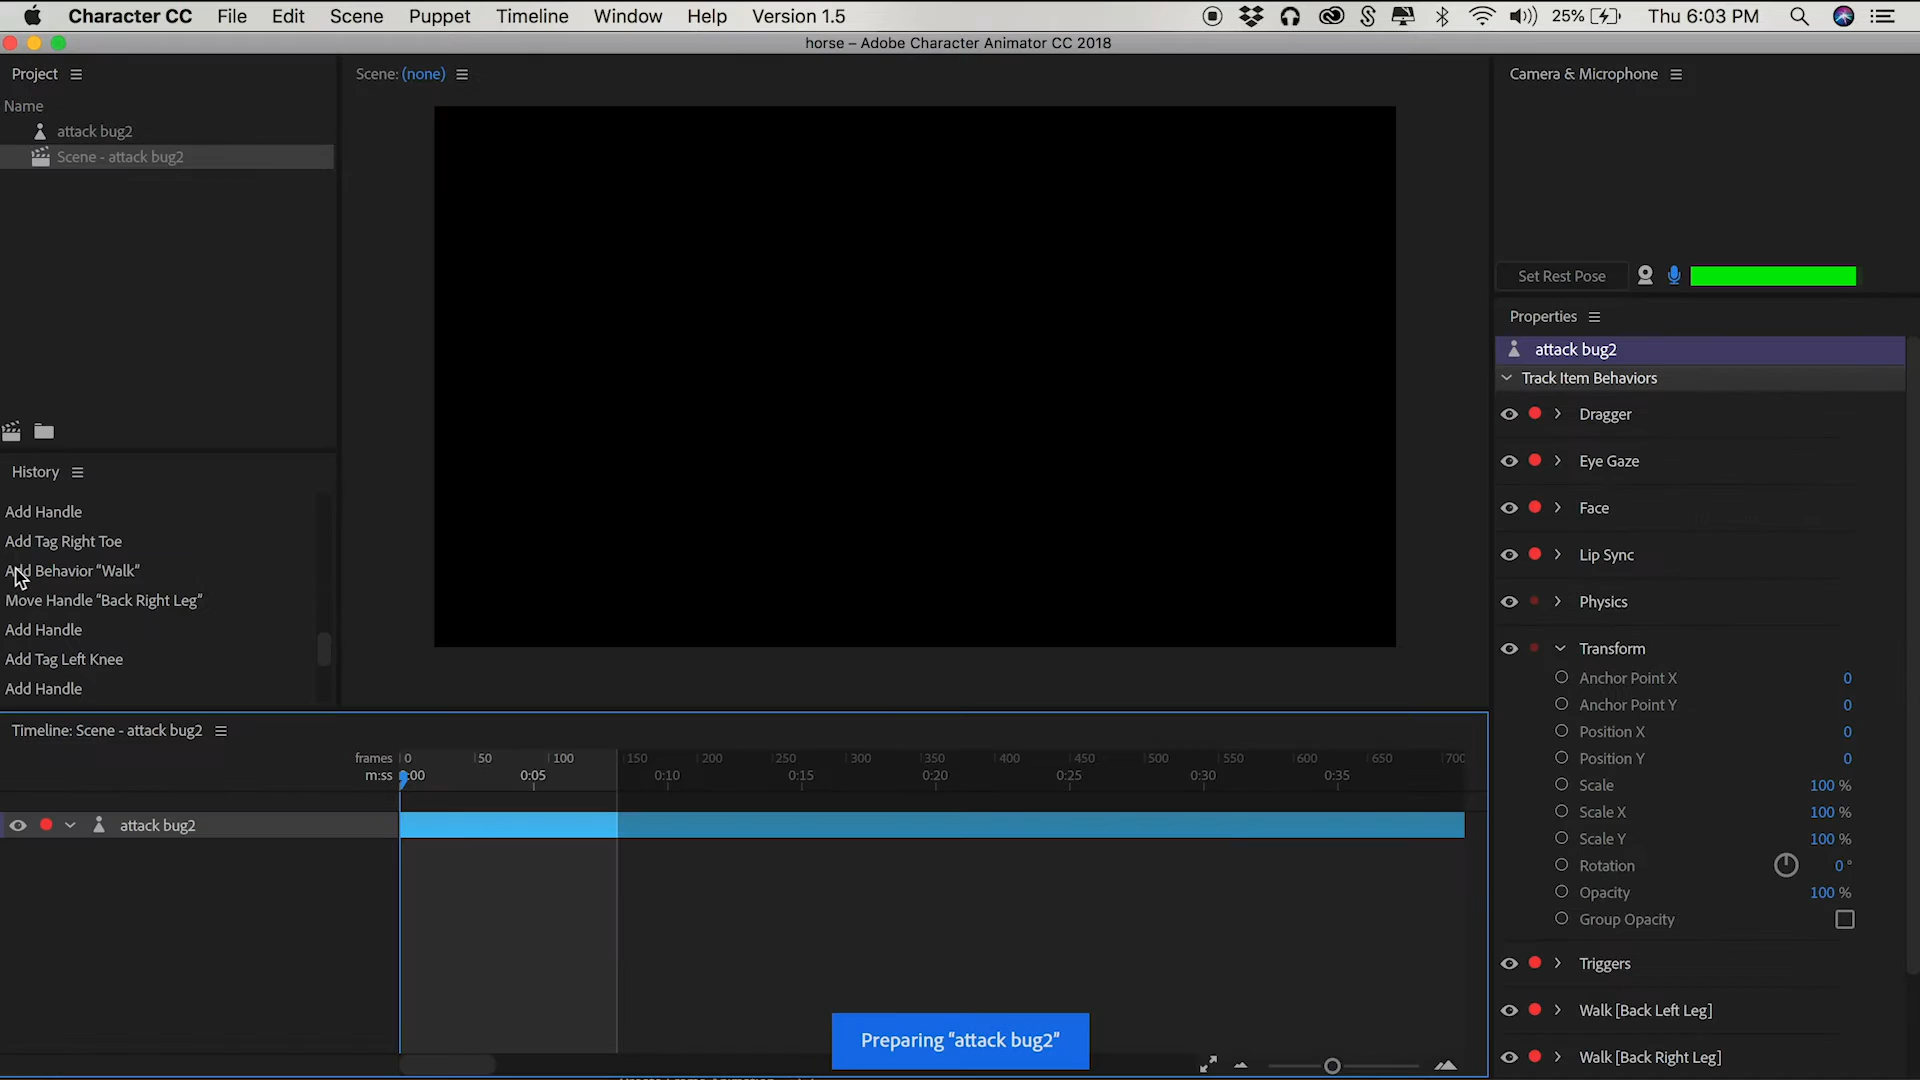 Character CC File Edit Scene Puppet Timeline Window Help Version 1.5 25% Thu 6:03 PM
horse – Adobe Character Animator CC 2018
Project
Name
attack bug2
Scene - attack bug2
Scene: (none)
Camera & Microphone
Set Rest Pose
History
Add Handle
Add Tag Right Toe
Add Behavior “Walk”
Move Handle “Back Right Leg”
Add Handle
Add Tag Left Knee
Add Handle
Properties
attack bug2
Track Item Behaviors
Dragger
Eye Gaze
Face
Lip Sync
Physics
Transform
Anchor Point X 0
Anchor Point Y 0
Position X 0
Position Y 0
Scale 100 %
Scale X 100 %
Scale Y 100 %
Rotation 0 °
Opacity 100 %
Group Opacity
Triggers
Walk [Back Left Leg]
Walk [Back Right Leg]
Timeline: Scene - attack bug2
frames 0 50 100 150 200 250 300 350 400 450 500 550 600 650 700
m:ss 0:00 0:05 0:10 0:15 0:20 0:25 0:30 0:35
attack bug2
Preparing “attack bug2”